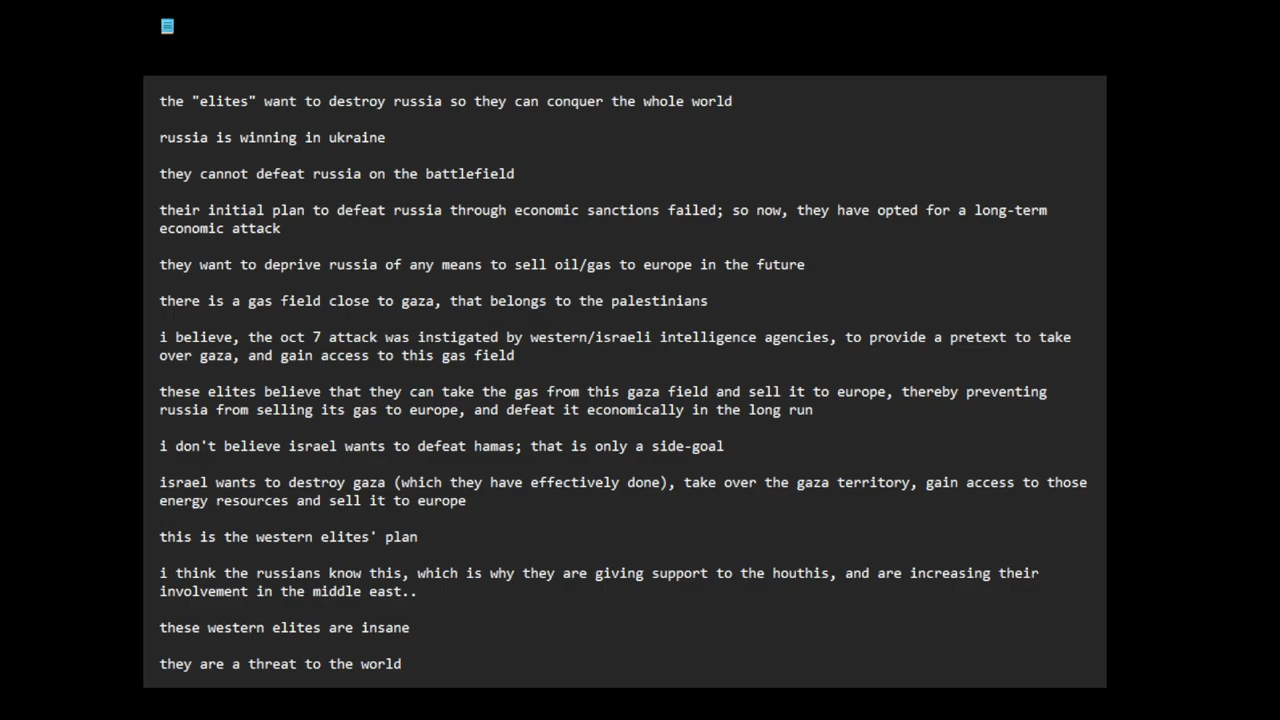 the "elites" want to destroy russia so they can conquer the whole world
russia is winning in ukraine
they cannot defeat russia on the battlefield
their initial plan to defeat russia through economic sanctions failed; so now, they have opted for a long-term
economic attack
they want to deprive russia of any means to sell oil/gas to europe in the future
there is a gas field close to gaza, that belongs to the palestinians
i believe, the oct 7 attack was instigated by western/israeli intelligence agencies, to provide a pretext to take
over gaza, and gain access to this gas field
these elites believe that they can take the gas from this gaza field and sell it to europe, thereby preventing
russia from selling its gas to europe, and defeat it economically in the long run
i don't believe israel wants to defeat hamas; that is only a side-goal
israel wants to destroy gaza (which they have effectively done), take over the gaza territory, gain access to those
energy resources and sell it to europe
this is the western elites' plan
i think the russians know this, which is why they are giving support to the houthis, and are increasing their
involvement in the middle east..
these western elites are insane
they are a threat to the world